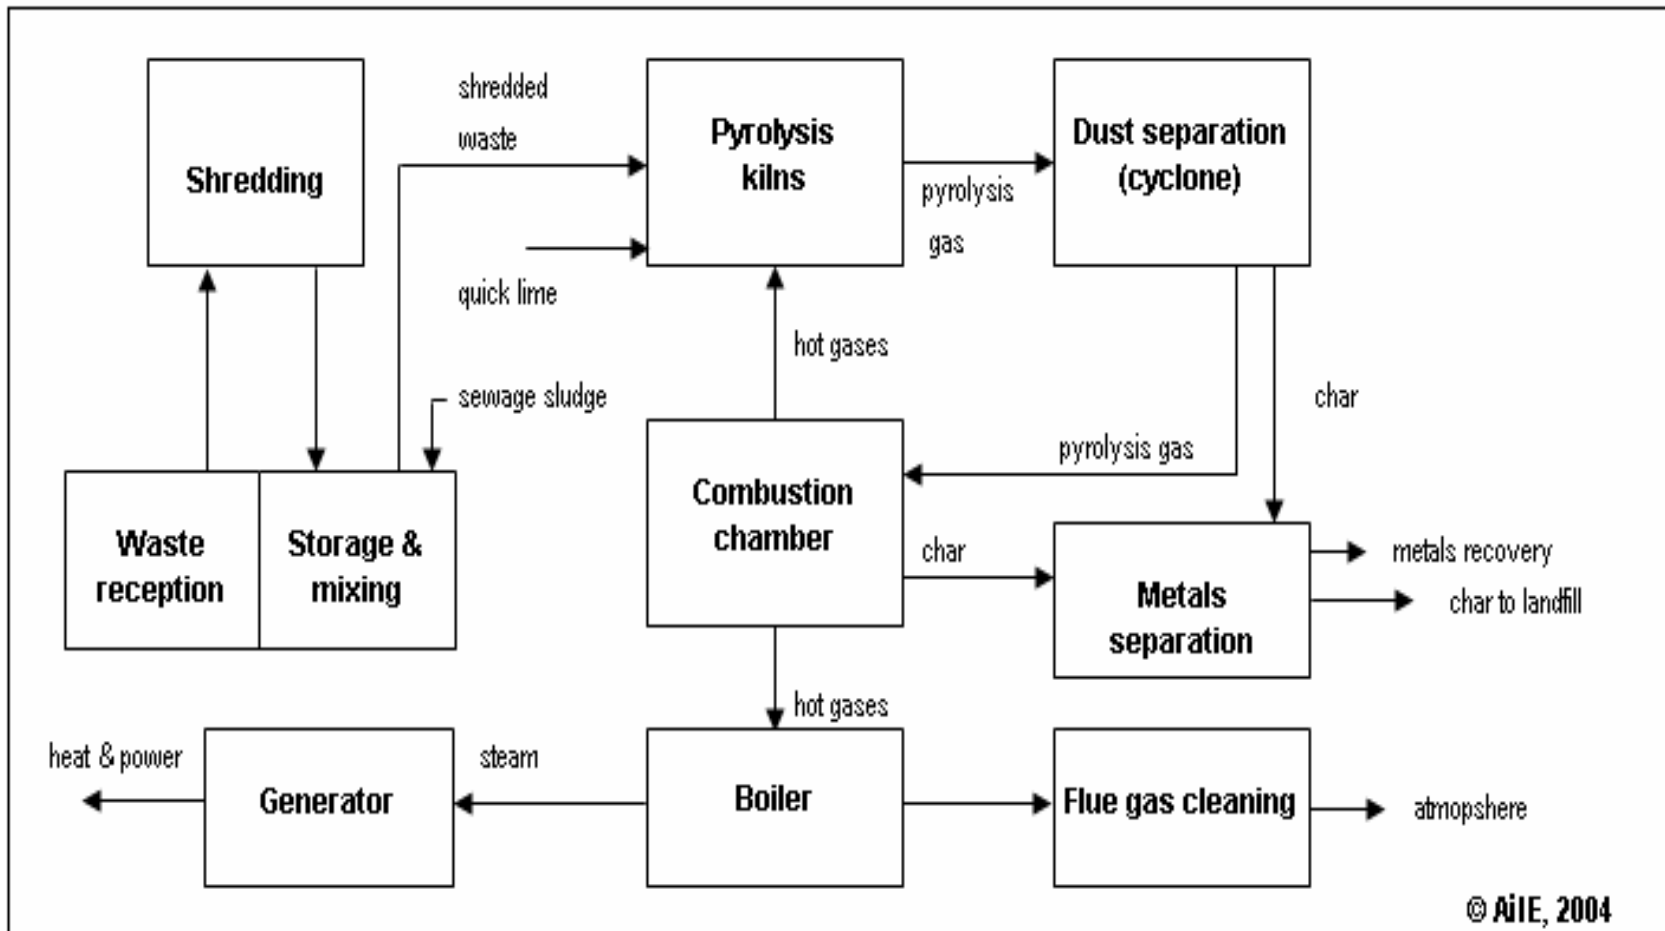 Shredding
shredded
waste
Pyrolysis
kilns
Dust separation
(cyclone)
pyrolysis
gas
quick lime
hot gases
sewage sludge
char
pyrolysis gas
Waste
reception
Storage &
mixing
Combustion
chamber
char
Metals
separation
metals recovery
char to landfill
hot gases
heat & power
Generator
steam
Boiler
Flue gas cleaning
atmopshere
© AiIE, 2004